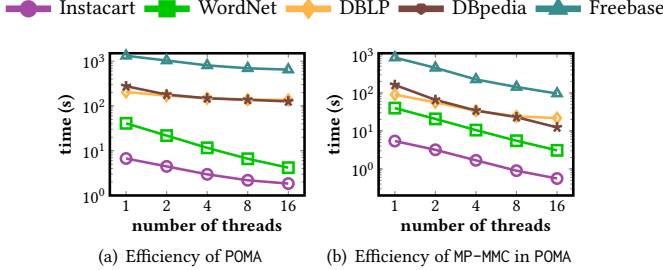 Instacart WordNet DBLP DBpedia Freebase
10³
10²
10¹
10⁰
time (s)
1 2 4 8 16
number of threads
(a) Efficiency of POMA
10³
10²
10¹
10⁰
time (s)
1 2 4 8 16
number of threads
(b) Efficiency of MP-MMC in POMA